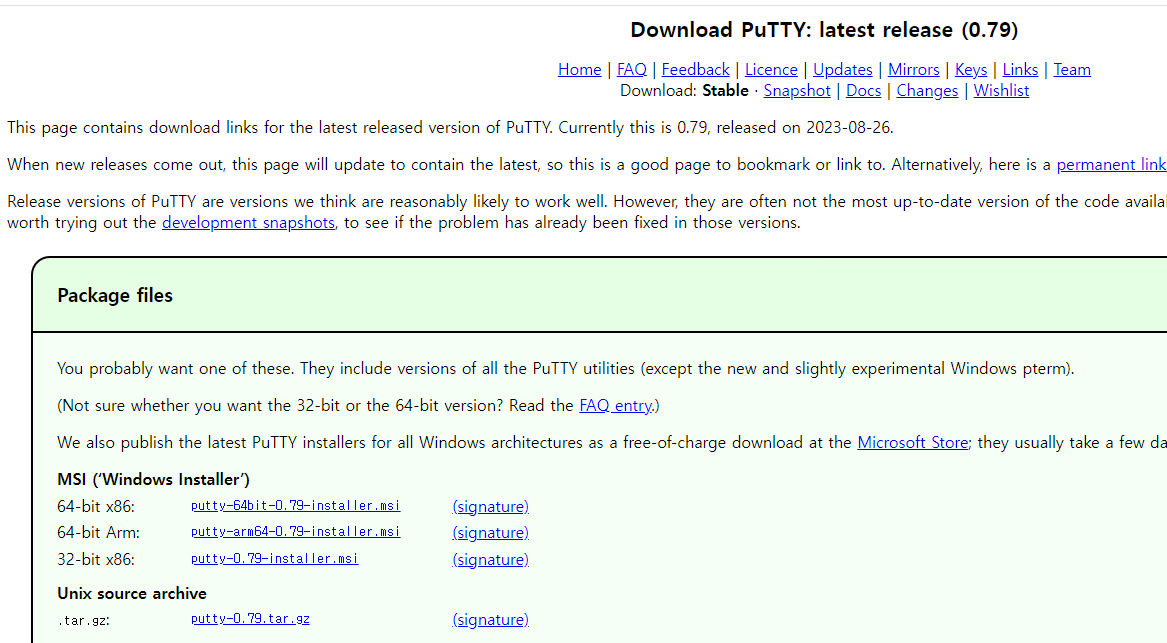 Download PuTTY: latest release (0.79)
Home | FAQ | Feedback | Licence | Updates | Mirrors | Keys | Links | Team
Download: Stable · Snapshot | Docs | Changes | Wishlist
This page contains download links for the latest released version of PuTTY. Currently this is 0.79, released on 2023-08-26.
When new releases come out, this page will update to contain the latest, so this is a good page to bookmark or link to. Alternatively, here is a permanent link
Release versions of PuTTY are versions we think are reasonably likely to work well. However, they are often not the most up-to-date version of the code availal
worth trying out the development snapshots, to see if the problem has already been fixed in those versions.
Package files
You probably want one of these. They include versions of all the PuTTY utilities (except the new and slightly experimental Windows pterm).
(Not sure whether you want the 32-bit or the 64-bit version? Read the FAQ entry.)
We also publish the latest PuTTY installers for all Windows architectures as a free-of-charge download at the Microsoft Store; they usually take a few da
MSI (‘Windows Installer’)
64-bit x86: putty-64bit-0.79-installer.msi (signature)
64-bit Arm: putty-arm64-0.79-installer.msi (signature)
32-bit x86: putty-0.79-installer.msi (signature)
Unix source archive
.tar.gz: putty-0.79.tar.gz (signature)